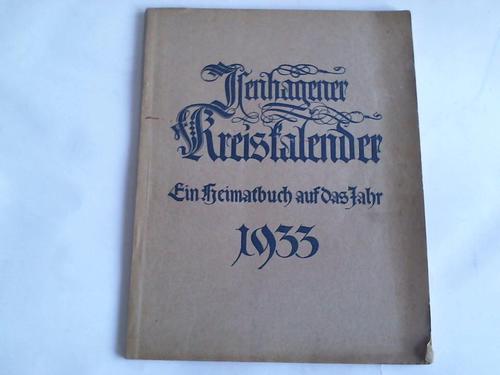 Isenhagener
Kreiskalender
Ein Heimatbuch auf das Jahr
1933